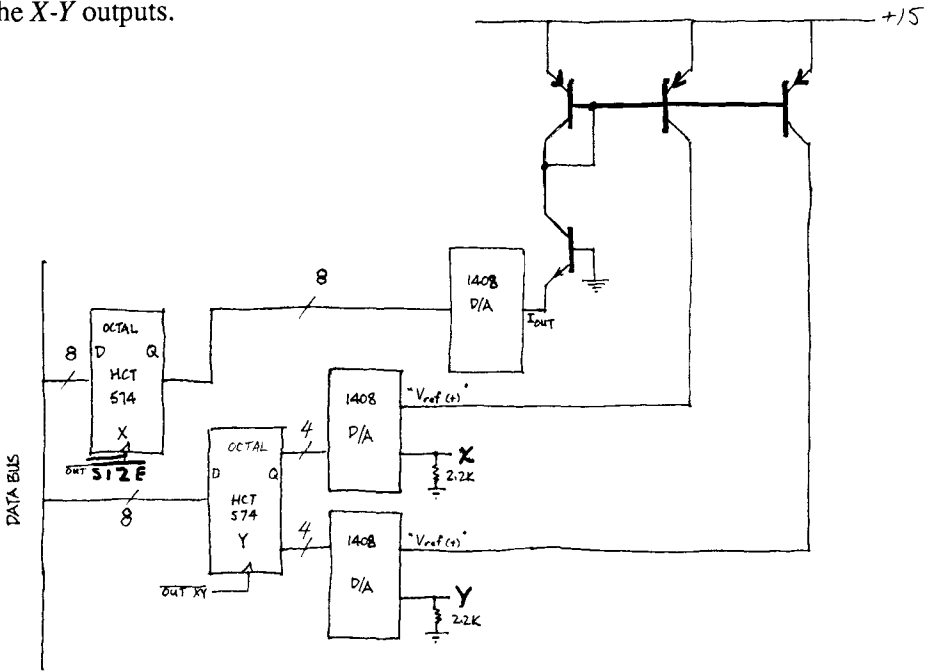 he X-Y outputs.
+15
8
1408
D/A
IOUT
8
OCTAL
D Q
HCT
574
X
OUT SIZE
1408
D/A
"Vref (+)"
X
2.2K
4
OCTAL
D Q
HCT
574
Y
OUT XY
8
DATA BUS
4
1408
D/A
"Vref (+)"
Y
2.2K